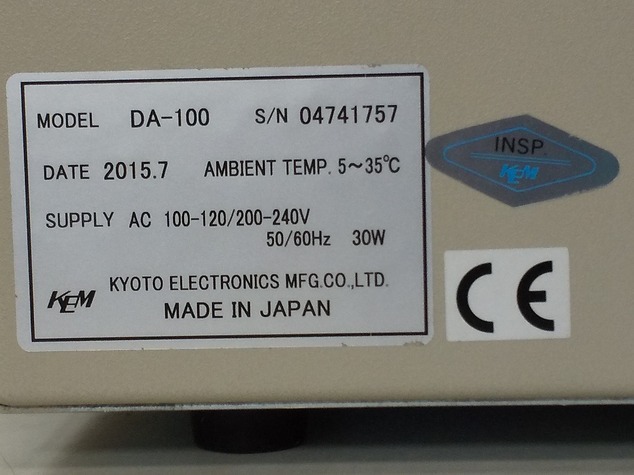 MODEL DA-100 S/N 04741757
DATE 2015.7 AMBIENT TEMP. 5～35℃
SUPPLY AC 100-120/200-240V
50/60Hz 30W
KEM KYOTO ELECTRONICS MFG.CO.,LTD.
MADE IN JAPAN
INSP.
KEM
CE